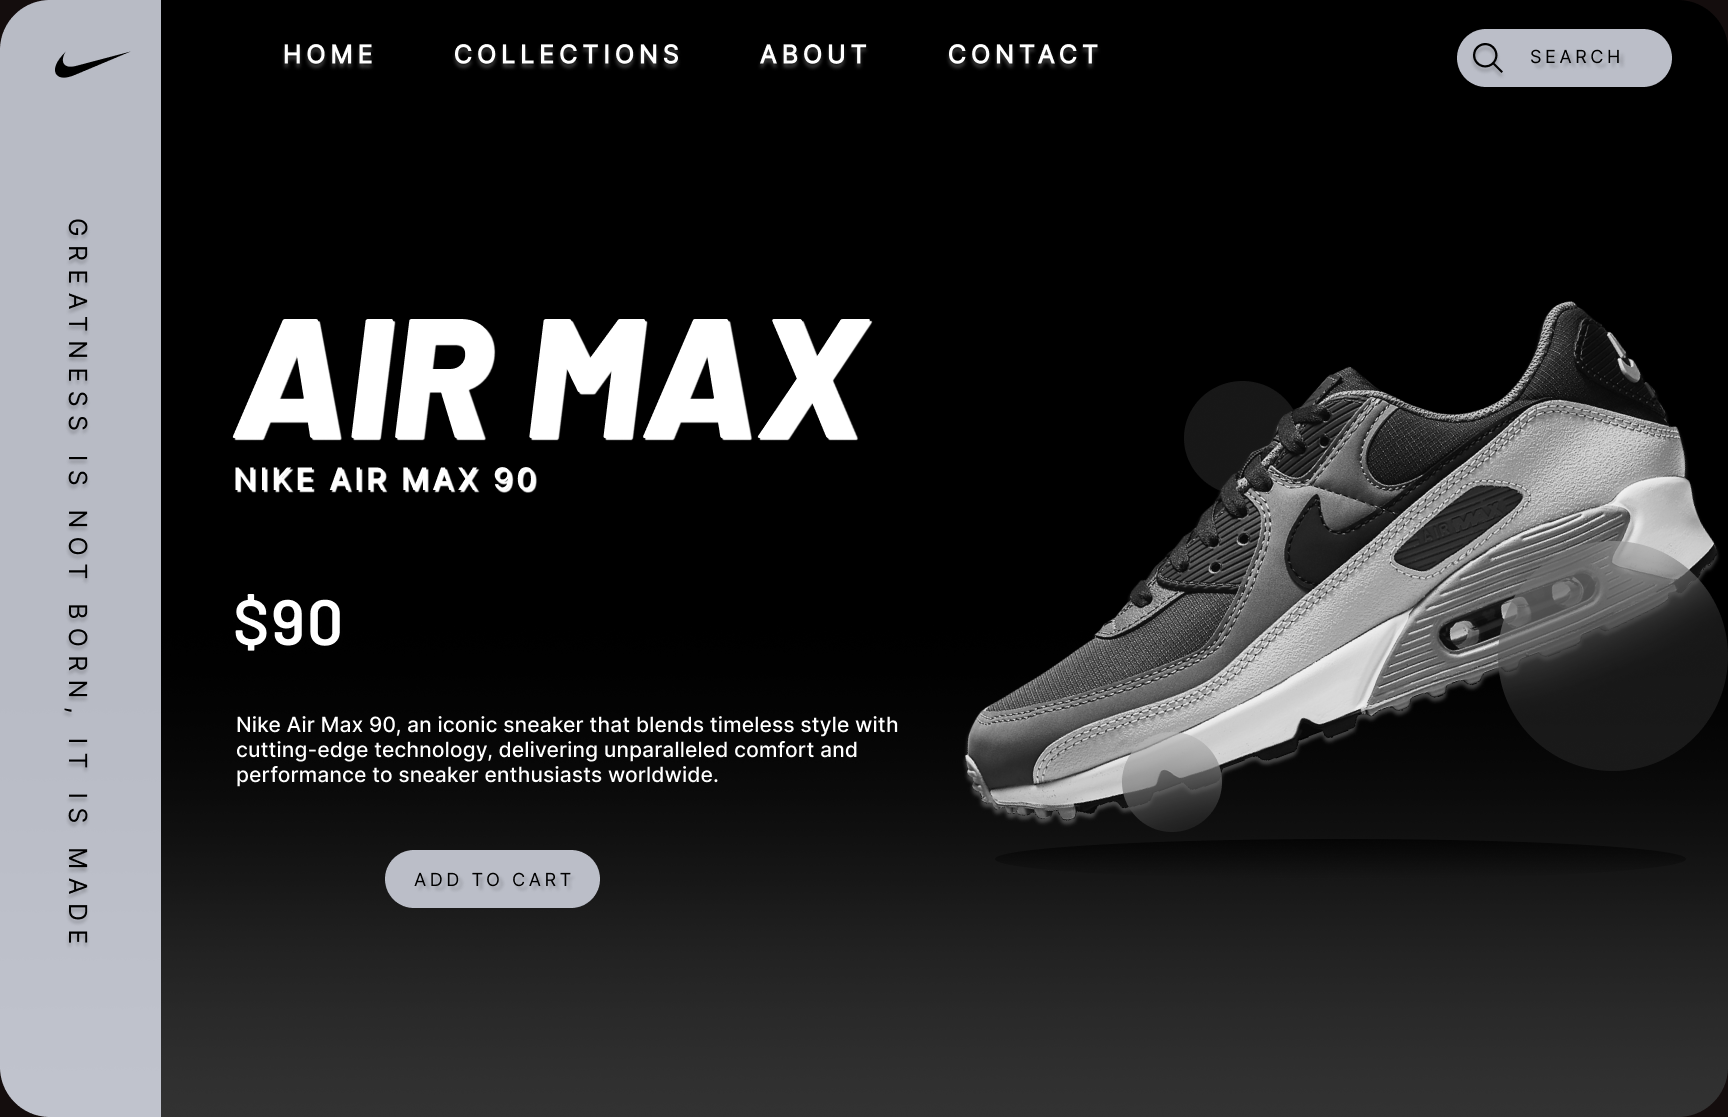 HOME COLLECTIONS ABOUT CONTACT
SEARCH
GREATNESS IS NOT BORN, IT IS MADE
AIR MAX
NIKE AIR MAX 90
$90
Nike Air Max 90, an iconic sneaker that blends timeless style with
cutting-edge technology, delivering unparalleled comfort and
performance to sneaker enthusiasts worldwide.
ADD TO CART